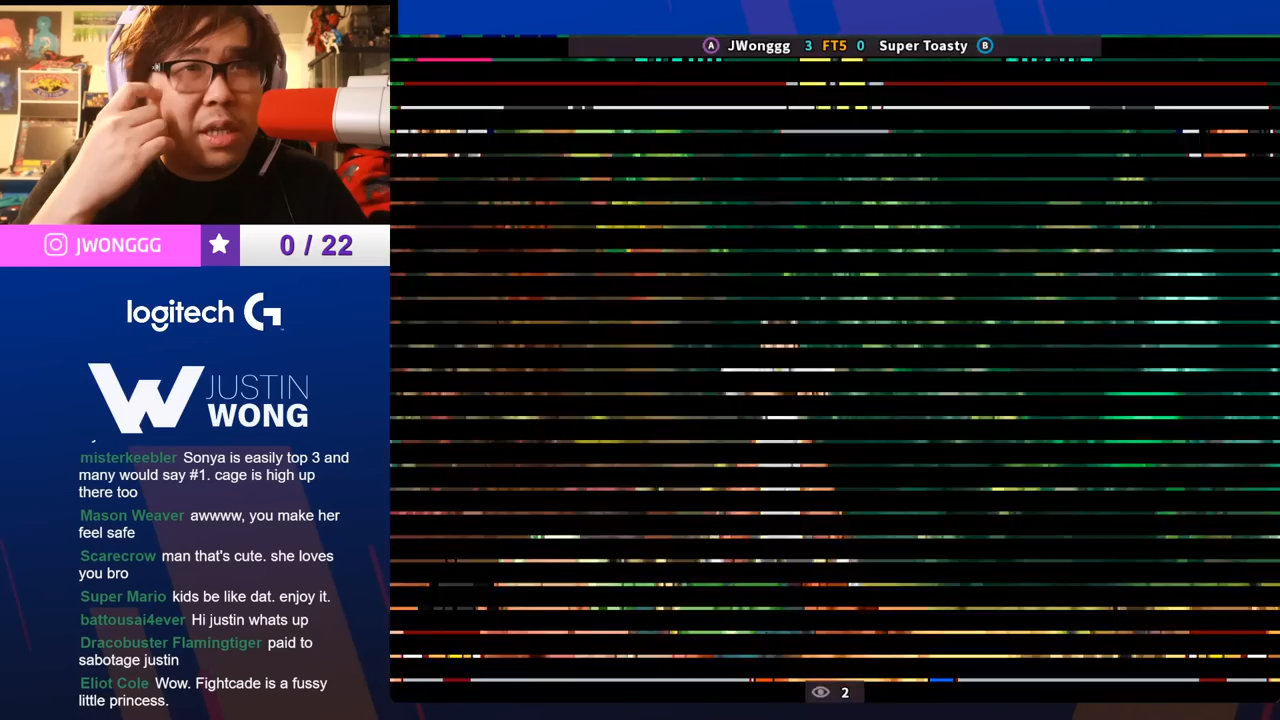 A JWonggg 3 FT5 0 Super Toasty B
JWONGGG
0 / 22
logitech G
JUSTIN
WONG
misterkeebler Sonya is easily top 3 and
many would say #1. cage is high up
there too
Mason Weaver awwww, you make her
feel safe
Scarecrow man that's cute. she loves
you bro
Super Mario kids be like dat. enjoy it.
battousai4ever Hi justin whats up
Dracobuster Flamingtiger paid to
sabotage justin
Eliot Cole Wow. Fightcade is a fussy
little princess.
2